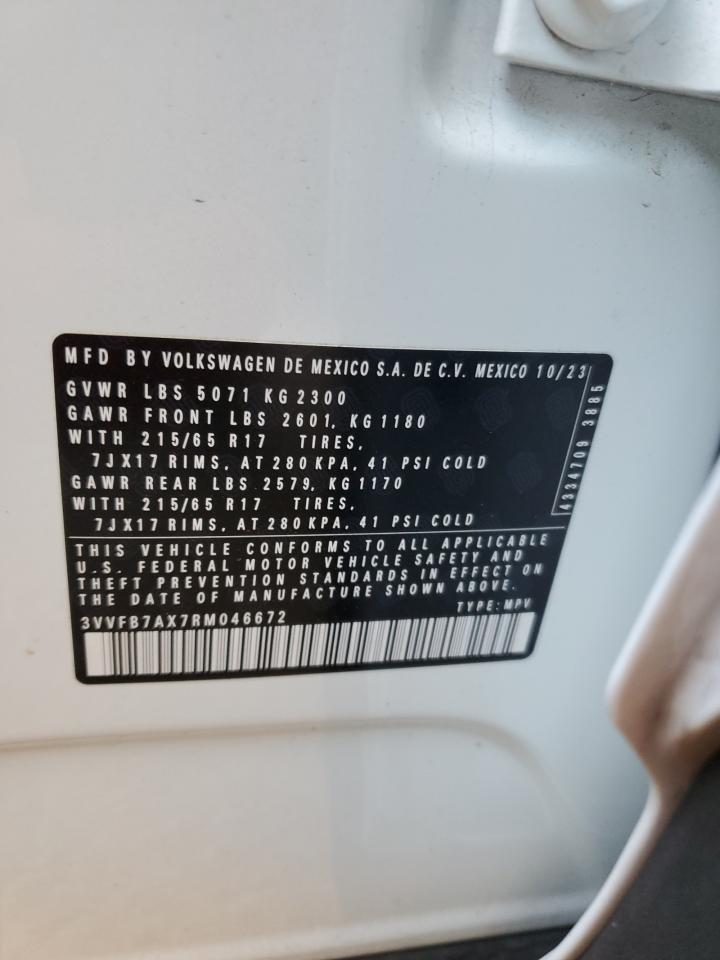 MFD BY VOLKSWAGEN DE MEXICO S.A. DE C.V. MEXICO 10/23
GVWR LBS 5071 KG 2300
GAWR FRONT LBS 2601, KG 1180
WITH 215/65 R17 TIRES,
7JX17 RIMS, AT 280 KPA, 41 PSI COLD
GAWR REAR LBS 2579, KG 1170
WITH 215/65 R17 TIRES,
7JX17 RIMS, AT 280 KPA, 41 PSI COLD
4334709 3885
THIS VEHICLE CONFORMS TO ALL APPLICABLE
U.S. FEDERAL MOTOR VEHICLE SAFETY AND
THEFT PREVENTION STANDARDS IN EFFECT ON
THE DATE OF MANUFACTURE SHOWN ABOVE.
TYPE: MPV
3VVFB7AX7RM046672